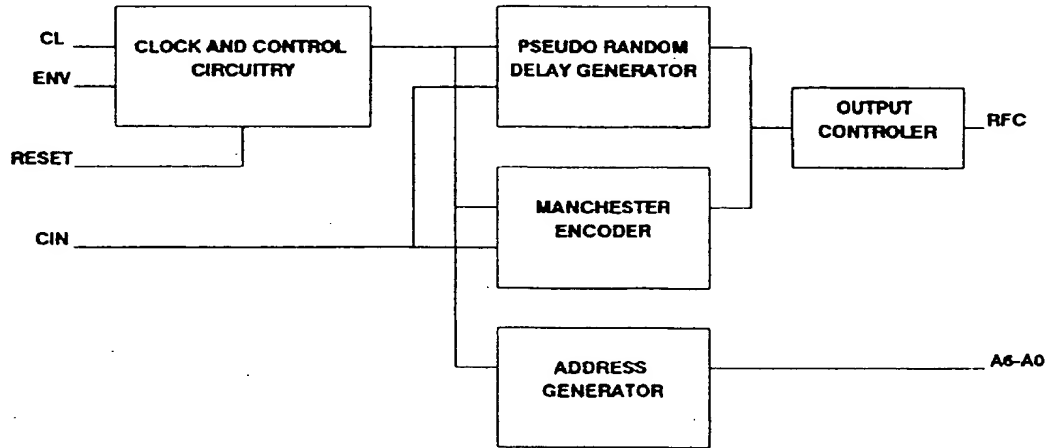 CL
ENV
RESET
CIN
CLOCK AND CONTROL
CIRCUITRY
PSEUDO RANDOM
DELAY GENERATOR
MANCHESTER
ENCODER
ADDRESS
GENERATOR
OUTPUT
CONTROLER
RFC
A6-A0